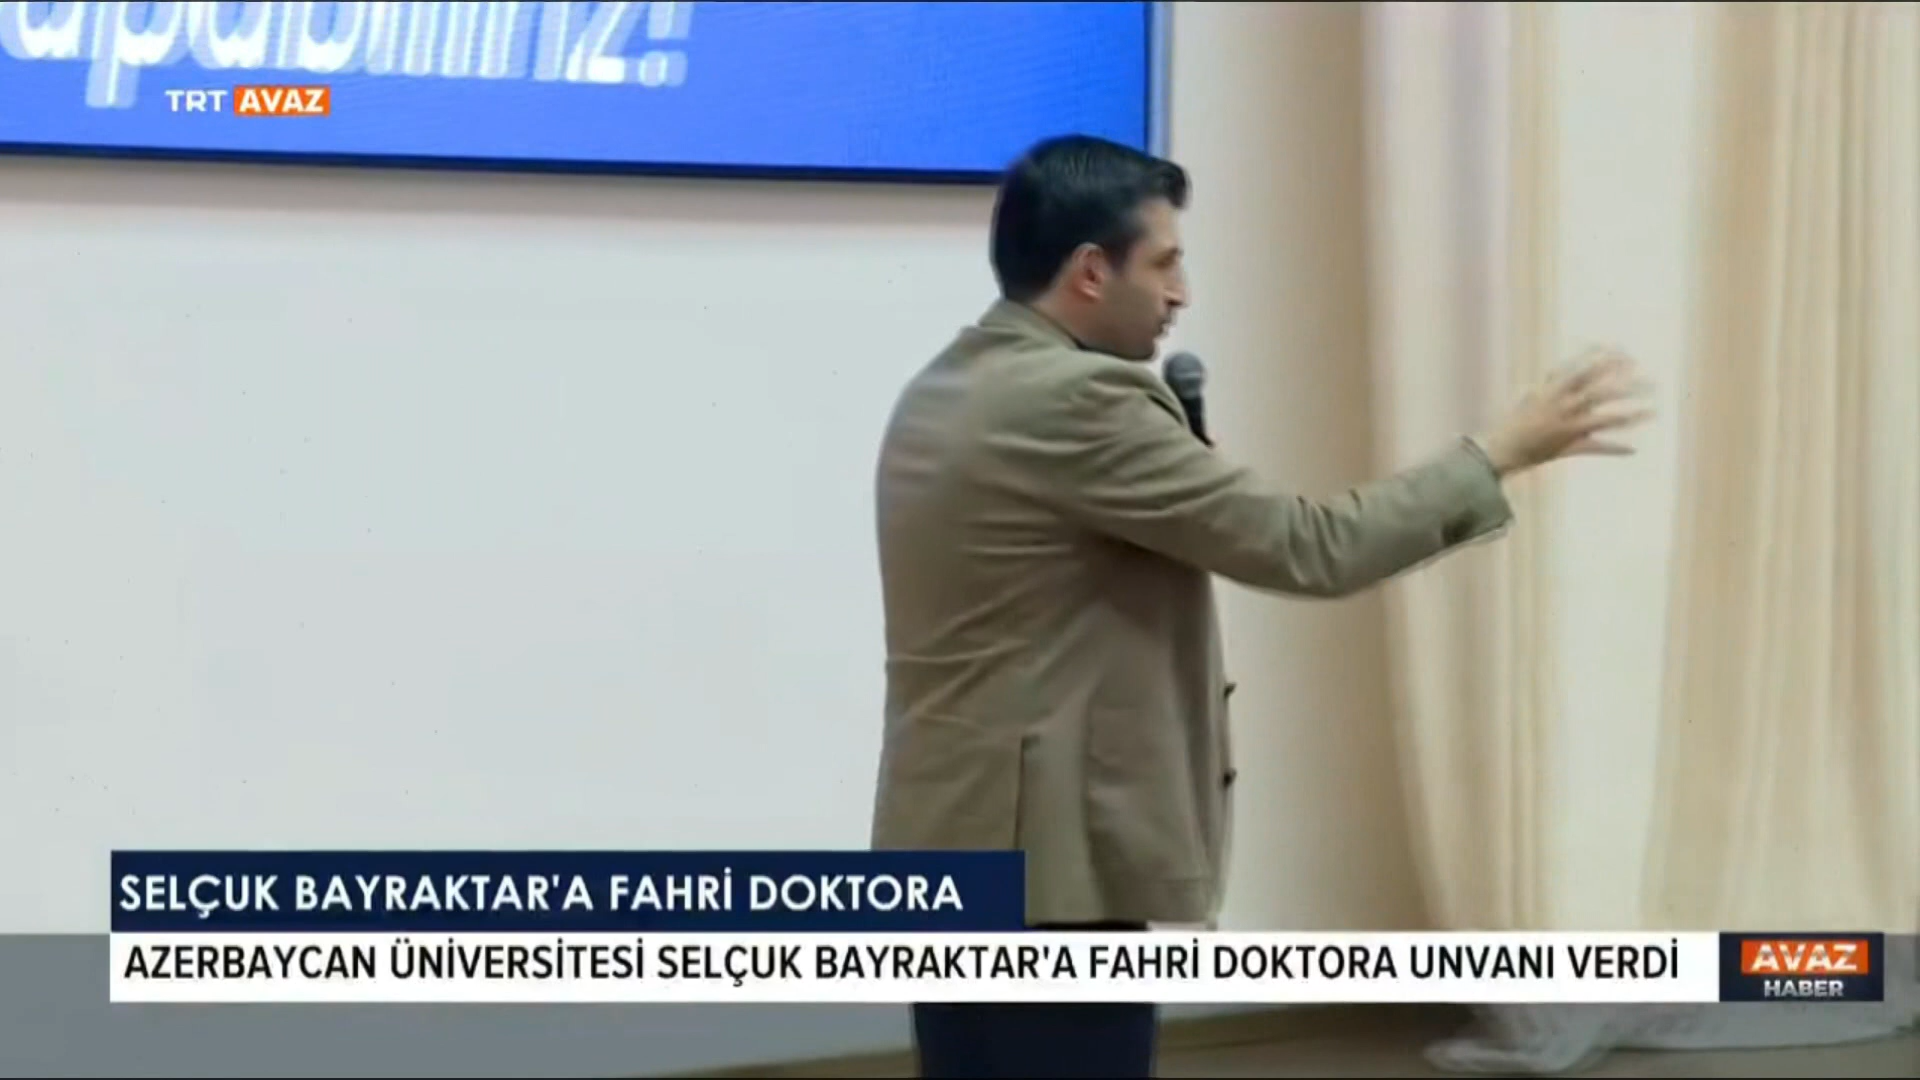 TRT AVAZ
SELÇUK BAYRAKTAR'A FAHRİ DOKTORA
AZERBAYCAN ÜNİVERSİTESİ SELÇUK BAYRAKTAR'A FAHRİ DOKTORA UNVANI VERDİ
AVAZ
HABER